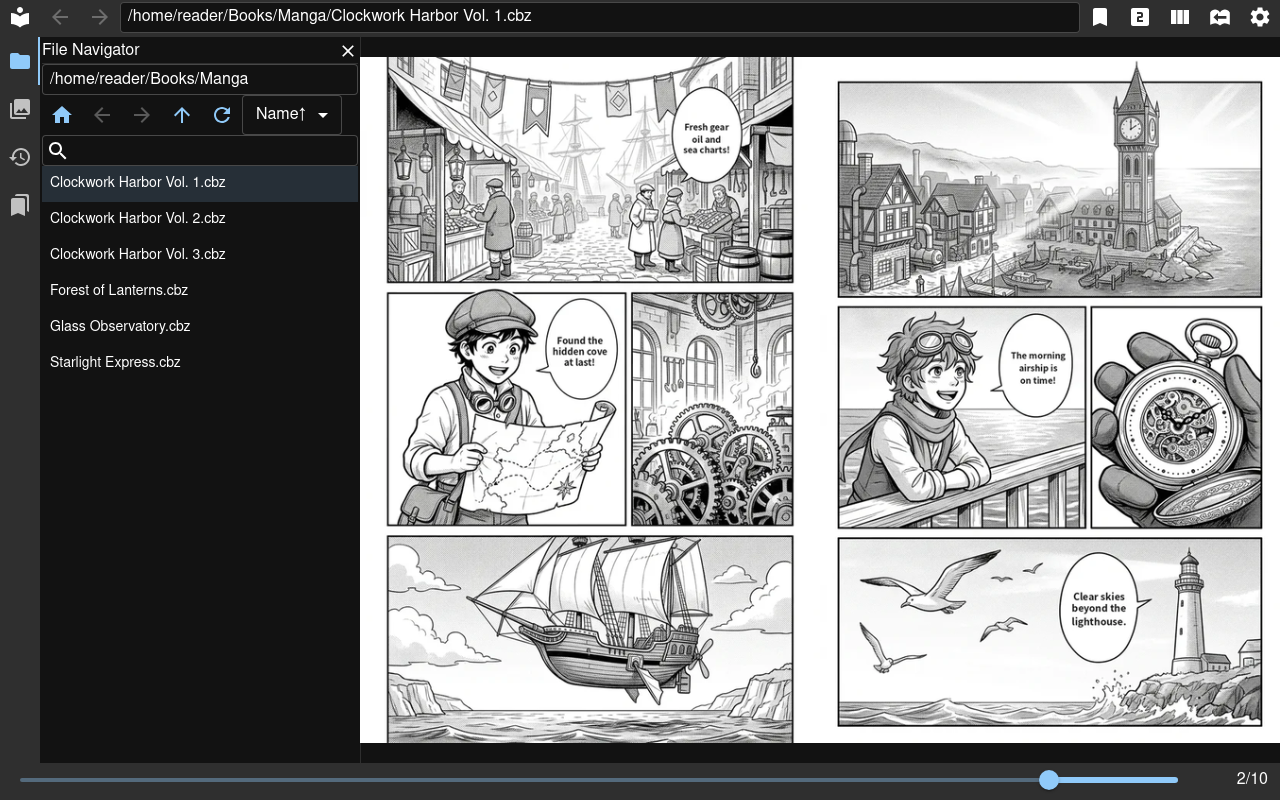 /home/reader/Books/Manga/Clockwork Harbor Vol. 1.cbz
2
File Navigator
/home/reader/Books/Manga
Name↑
Clockwork Harbor Vol. 1.cbz
Clockwork Harbor Vol. 2.cbz
Clockwork Harbor Vol. 3.cbz
Forest of Lanterns.cbz
Glass Observatory.cbz
Starlight Express.cbz
The morning
airship is
on time!
Clear skies
beyond the
lighthouse.
Fresh gear
oil and
sea charts!
Found the
hidden cove
at last!
2/10